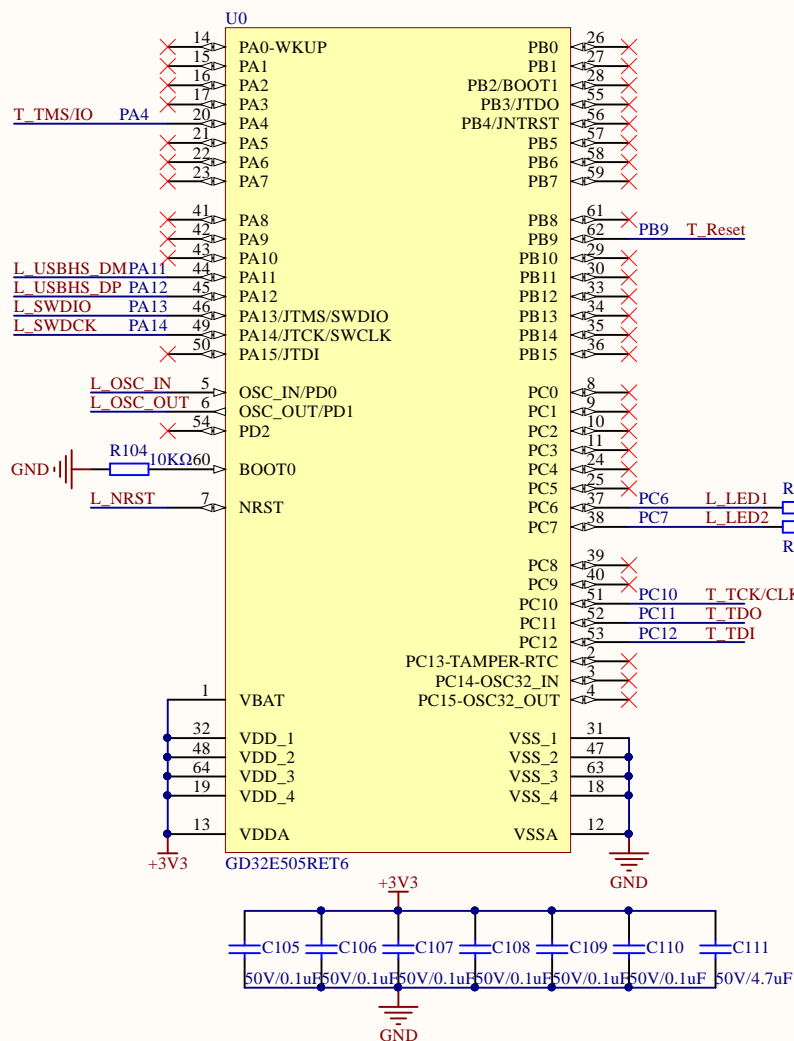 U0
14 PA0-WKUP PB0 26
15 PA1 PB1 27
16 PA2 PB2/BOOT1 28
17 PA3 PB3/JTDO 55
T_TMS/IO PA4 20 PA4 PB4/JNTRST 56
21 PA5 PB5 57
22 PA6 PB6 58
23 PA7 PB7 59
41 PA8 PB8 61
42 PA9 PB9 62 PB9 T_Reset
43 PA10 PB10 29
L_USBHS_DM PA11 44 PA11 PB11 30
L_USBHS_DP PA12 45 PA12 PB12 33
L_SWDIO PA13 46 PA13/JTMS/SWDIO PB13 34
L_SWDCK PA14 49 PA14/JTCK/SWCLK PB14 35
50 PA15/JTDI PB15 36
L_OSC_IN 5 OSC_IN/PD0 PC0 8
L_OSC_OUT 6 OSC_OUT/PD1 PC1 9
54 PD2 PC2 10
R104 PC3 11
GND 10KΩ 60 BOOT0 PC4 24
PC5 25
L_NRST 7 NRST PC6 37 PC6 L_LED1 R
PC7 38 PC7 L_LED2 R
PC8 39
PC9 40
PC10 51 PC10 T_TCK/CLK
PC11 52 PC11 T_TDO
PC12 53 PC12 T_TDI
PC13-TAMPER-RTC 2
PC14-OSC32_IN 3
1 VBAT PC15-OSC32_OUT 4
32 VDD_1 VSS_1 31
48 VDD_2 VSS_2 47
64 VDD_3 VSS_3 63
19 VDD_4 VSS_4 18
13 VDDA VSSA 12
+3V3 GD32E505RET6 GND
+3V3
C105 C106 C107 C108 C109 C110 C111
50V/0.1uF 50V/0.1uF 50V/0.1uF 50V/0.1uF 50V/0.1uF 50V/0.1uF 50V/4.7uF
GND